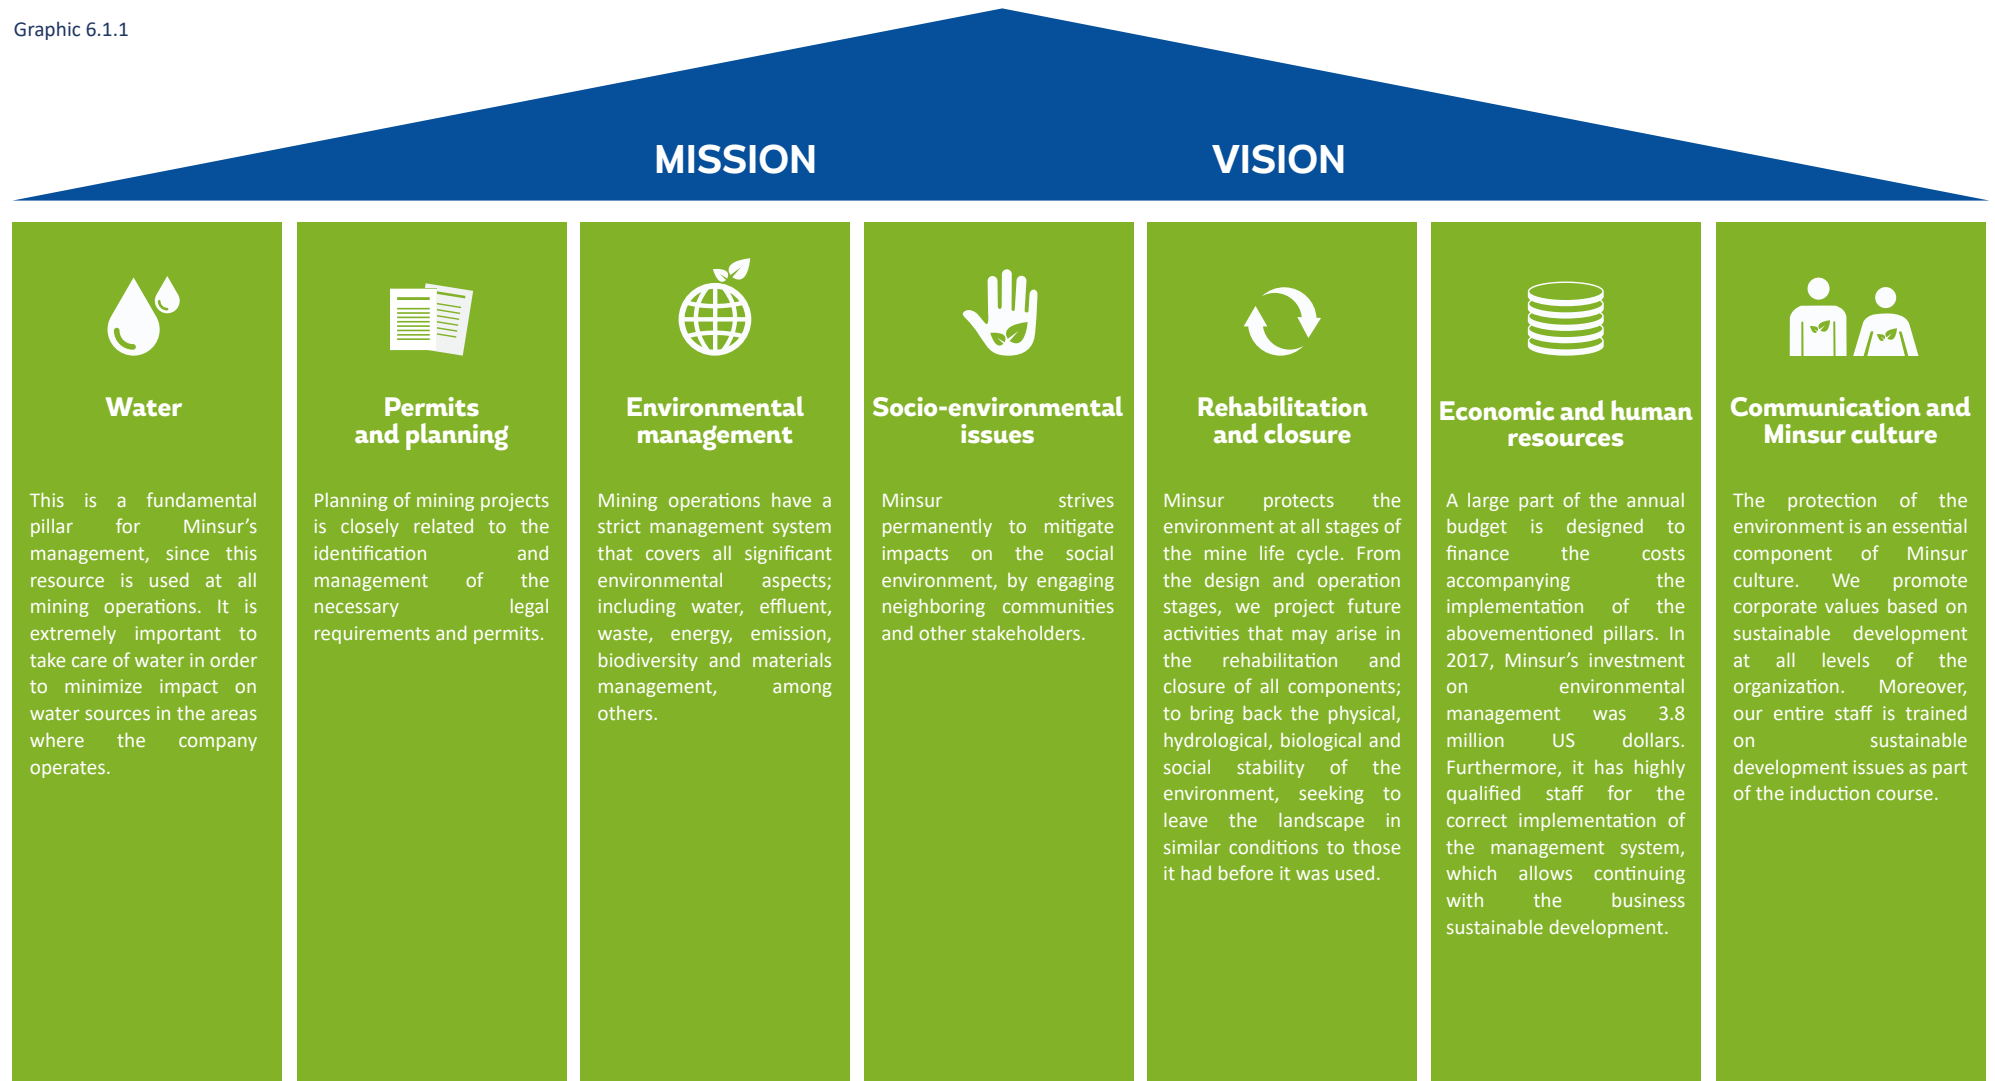 Graphic 6.1.1
MISSION
VISION
Water
This is a fundamental
pillar for Minsur's
management, since this
resource is used at all
mining operations. It is
extremely important to
take care of water in order
to minimize impact on
water sources in the areas
where the company
operates.
Permits
and planning
Planning of mining projects
is closely related to the
identification and
management of the
necessary legal
requirements and permits.
Environmental
management
Mining operations have a
strict management system
that covers all significant
environmental aspects;
including water, effluent,
waste, energy, emission,
biodiversity and materials
management, among
others.
Socio-environmental
issues
Minsur strives
permanently to mitigate
impacts on the social
environment, by engaging
neighboring communities
and other stakeholders.
Rehabilitation
and closure
Minsur protects the
environment at all stages of
the mine life cycle. From
the design and operation
stages, we project future
activities that may arise in
the rehabilitation and
closure of all components;
to bring back the physical,
hydrological, biological and
social stability of the
environment, seeking to
leave the landscape in
similar conditions to those
it had before it was used.
Economic and human
resources
A large part of the annual
budget is designed to
finance the costs
accompanying the
implementation of the
abovementioned pillars. In
2017, Minsur's investment
on environmental
management was 3.8
million US dollars.
Furthermore, it has highly
qualified staff for the
correct implementation of
the management system,
which allows continuing
with the business
sustainable development.
Communication and
Minsur culture
The protection of the
environment is an essential
component of Minsur
culture. We promote
corporate values based on
sustainable development
at all levels of the
organization. Moreover,
our entire staff is trained
on sustainable
development issues as part
of the induction course.